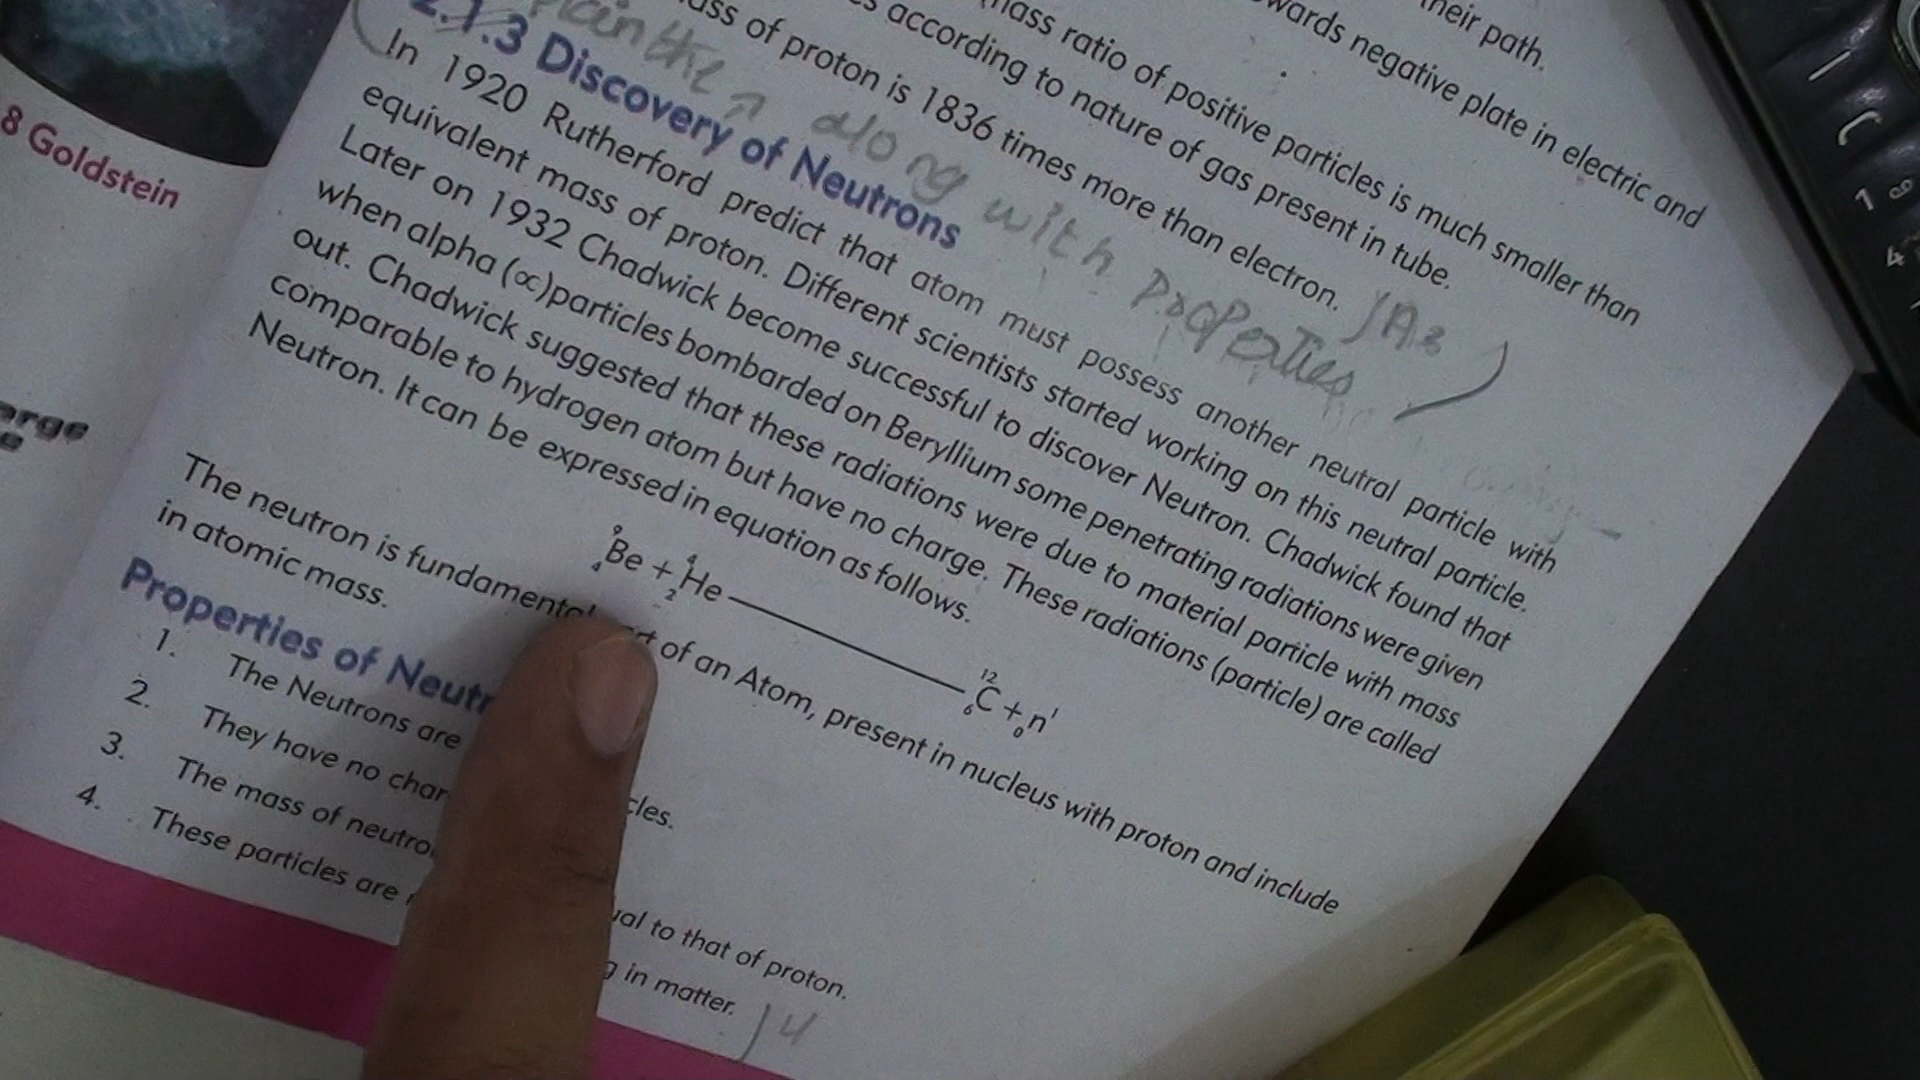 their path.
wards negative plate in electric and
mass ratio of positive particles is much smaller than
es according to nature of gas present in tube.
ass of proton is 1836 times more than electron.
along with properties
2.1.3 Discovery of Neutrons
In 1920 Rutherford predict that atom must possess another neutral particle with
equivalent mass of proton. Different scientists started working on this neutral particle.
Later on 1932 Chadwick become successful to discover Neutron. Chadwick found that
when alpha (∝)particles bombarded on Beryllium some penetrating radiations were given
out. Chadwick suggested that these radiations were due to material particle with mass
comparable to hydrogen atom but have no charge. These radiations (particle) are called
Neutron. It can be expressed in equation as follows.
⁹₄Be + ⁴₂He ———— ¹²₆C + ₀n¹
The neutron is fundamental of an Atom, present in nucleus with proton and include
in atomic mass.
Properties of Neutr
1. The Neutrons are cles.
2. They have no char
3. The mass of neutro ual to that of proton.
4. These particles are g in matter.
8 Goldstein
arge
e